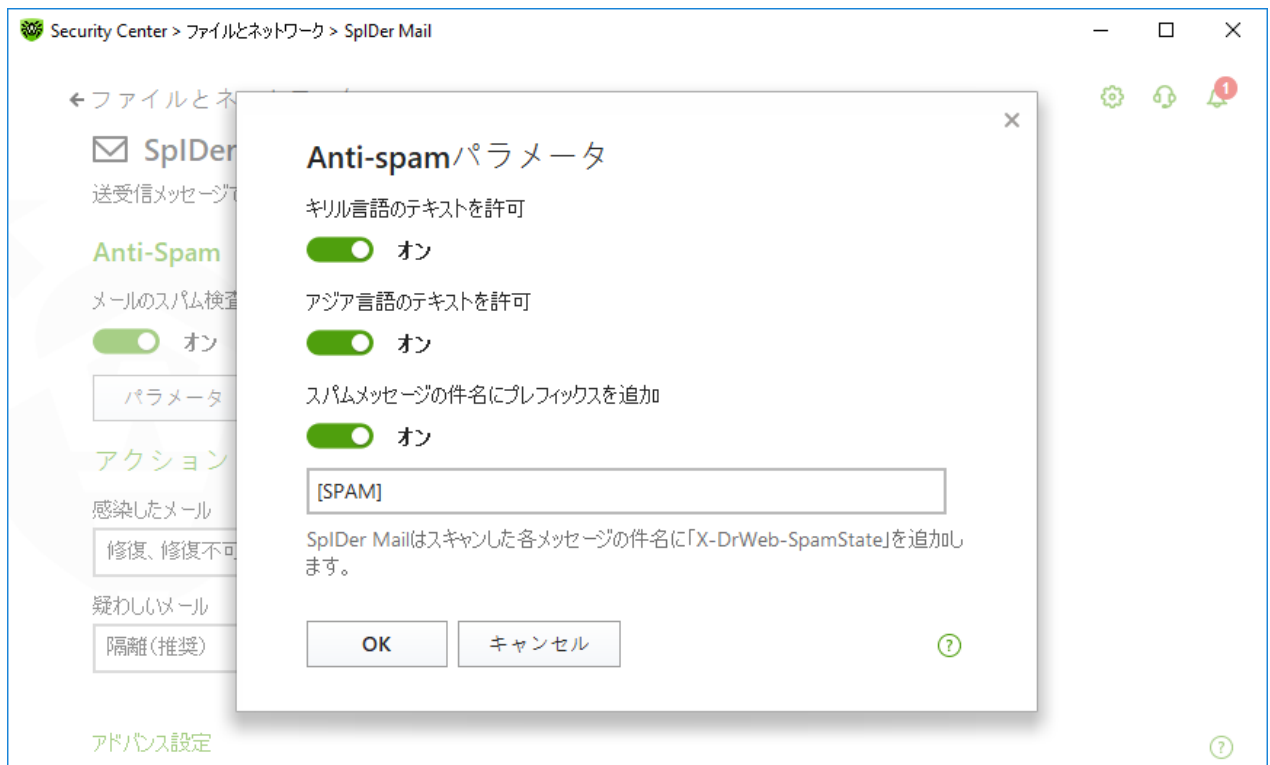 Security Center > ファイルとネットワーク > SpIDer Mail
ファイルとネ
1
SpIDer
送受信メッセージで
Anti-Spam
メールのスパム検査
オン
パラメータ
アクション
感染したメール
修復、修復不可
疑わしいメール
隔離(推奨)
アドバンス設定
Anti-spamパラメータ
キリル言語のテキストを許可
オン
アジア言語のテキストを許可
オン
スパムメッセージの件名にプレフィックスを追加
オン
[SPAM]
SpIDer Mailはスキャンした各メッセージの件名に「X-DrWeb-SpamState」を追加し
ます。
OK
キャンセル
?
?